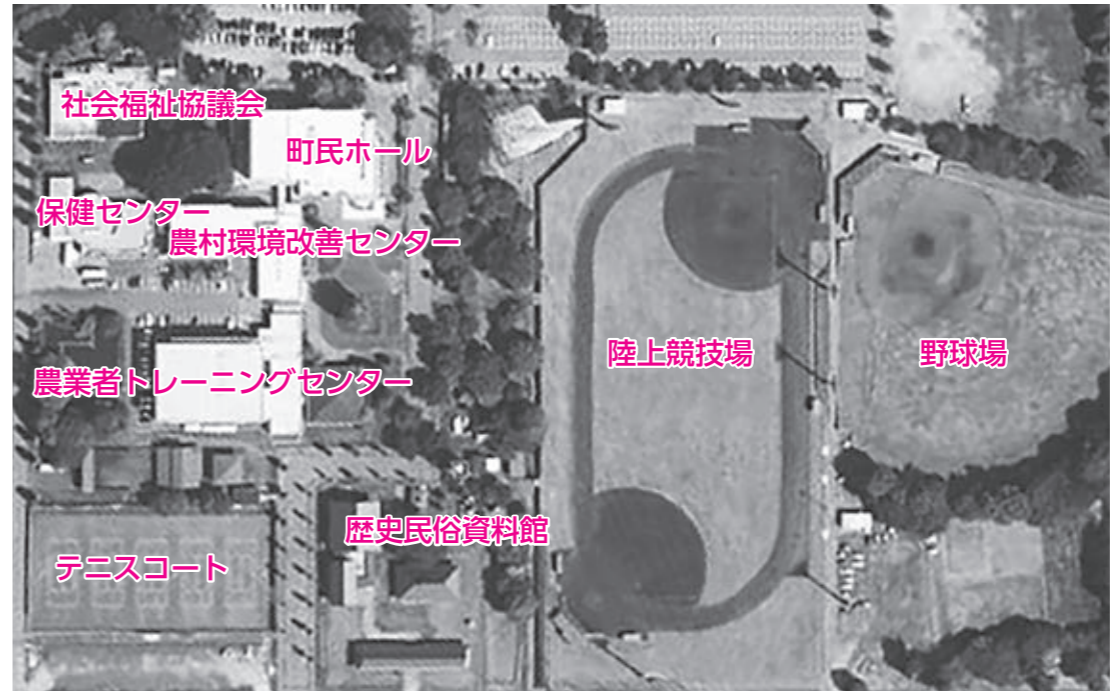 社会福祉協議会
町民ホール
保健センター
農村環境改善センター
陸上競技場
野球場
農業者トレーニングセンター
歴史民俗資料館
テニスコート